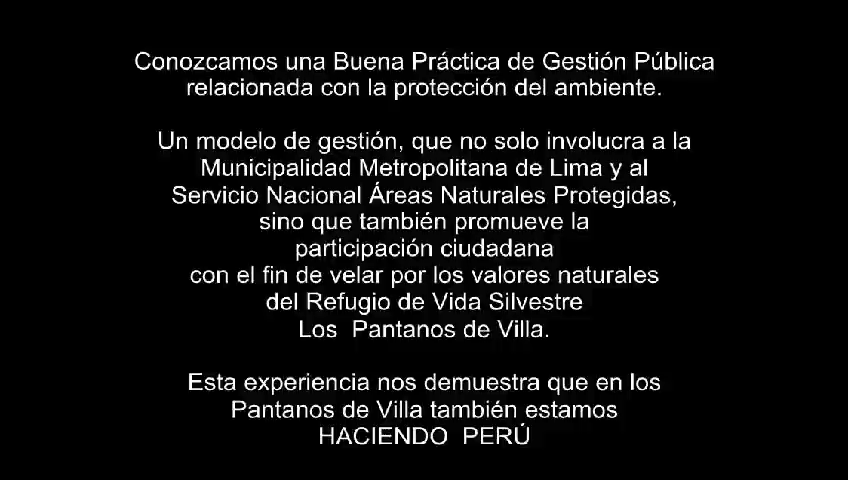 Conozcamos una Buena Práctica de Gestión Pública
relacionada con la protección del ambiente.
Un modelo de gestión, que no solo involucra a la
Municipalidad Metropolitana de Lima y al
Servicio Nacional Áreas Naturales Protegidas,
sino que también promueve la
participación ciudadana
con el fin de velar por los valores naturales
del Refugio de Vida Silvestre
Los Pantanos de Villa.
Esta experiencia nos demuestra que en los
Pantanos de Villa también estamos
HACIENDO PERÚ